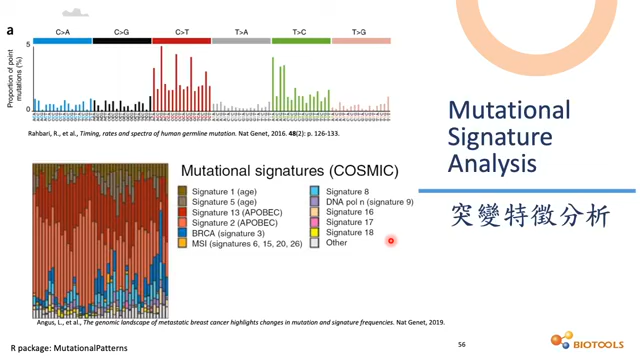 a
C>A C>G C>T T>A T>C T>G
Proportion of point mutations (%)
5
0
Rahbari, R., et al., Timing, rates and spectra of human germline mutation. Nat Genet, 2016. 48(2): p. 126-133.
Mutational signatures (COSMIC)
Signature 1 (age)
Signature 5 (age)
Signature 13 (APOBEC)
Signature 2 (APOBEC)
BRCA (signature 3)
MSI (signatures 6, 15, 20, 26)
Signature 8
DNA pol n (signature 9)
Signature 16
Signature 17
Signature 18
Other
Angus, L., et al., The genomic landscape of metastatic breast cancer highlights changes in mutation and signature frequencies. Nat Genet, 2019.
R package: MutationalPatterns
Mutational
Signature
Analysis
突變特徵分析
56
BIOTOOLS